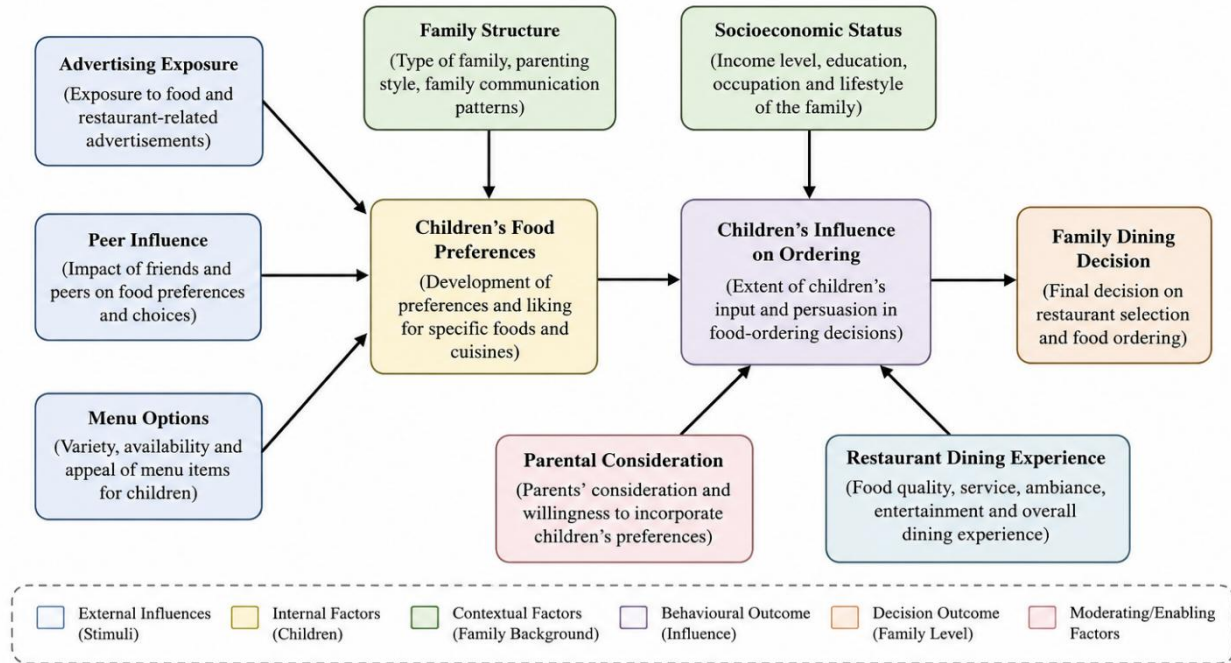 Family Structure
(Type of family, parenting
style, family communication
patterns)
Socioeconomic Status
(Income level, education,
occupation and lifestyle
of the family)
Advertising Exposure
(Exposure to food and
restaurant-related
advertisements)
Peer Influence
(Impact of friends and
peers on food preferences
and choices)
Menu Options
(Variety, availability and
appeal of menu items
for children)
Children’s Food
Preferences
(Development of
preferences and liking
for specific foods and
cuisines)
Children’s Influence
on Ordering
(Extent of children’s
input and persuasion in
food-ordering decisions)
Family Dining
Decision
(Final decision on
restaurant selection
and food ordering)
Parental Consideration
(Parents’ consideration and
willingness to incorporate
children’s preferences)
Restaurant Dining Experience
(Food quality, service, ambiance,
entertainment and overall
dining experience)
External Influences
(Stimuli)
Internal Factors
(Children)
Contextual Factors
(Family Background)
Behavioural Outcome
(Influence)
Decision Outcome
(Family Level)
Moderating/Enabling
Factors